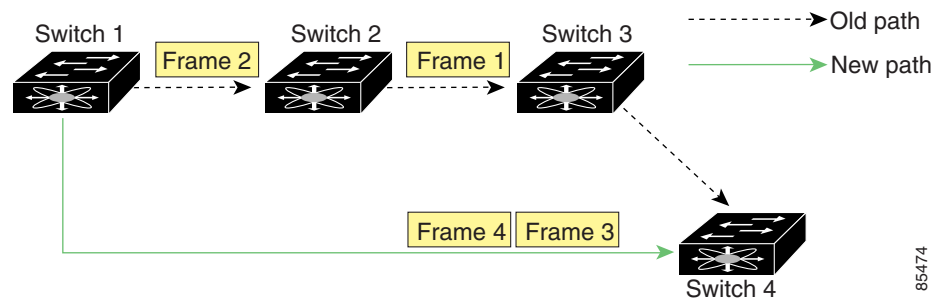 Switch 1
Switch 2
Switch 3
Old path
Frame 2
Frame 1
New path
Frame 4
Frame 3
Switch 4
85474